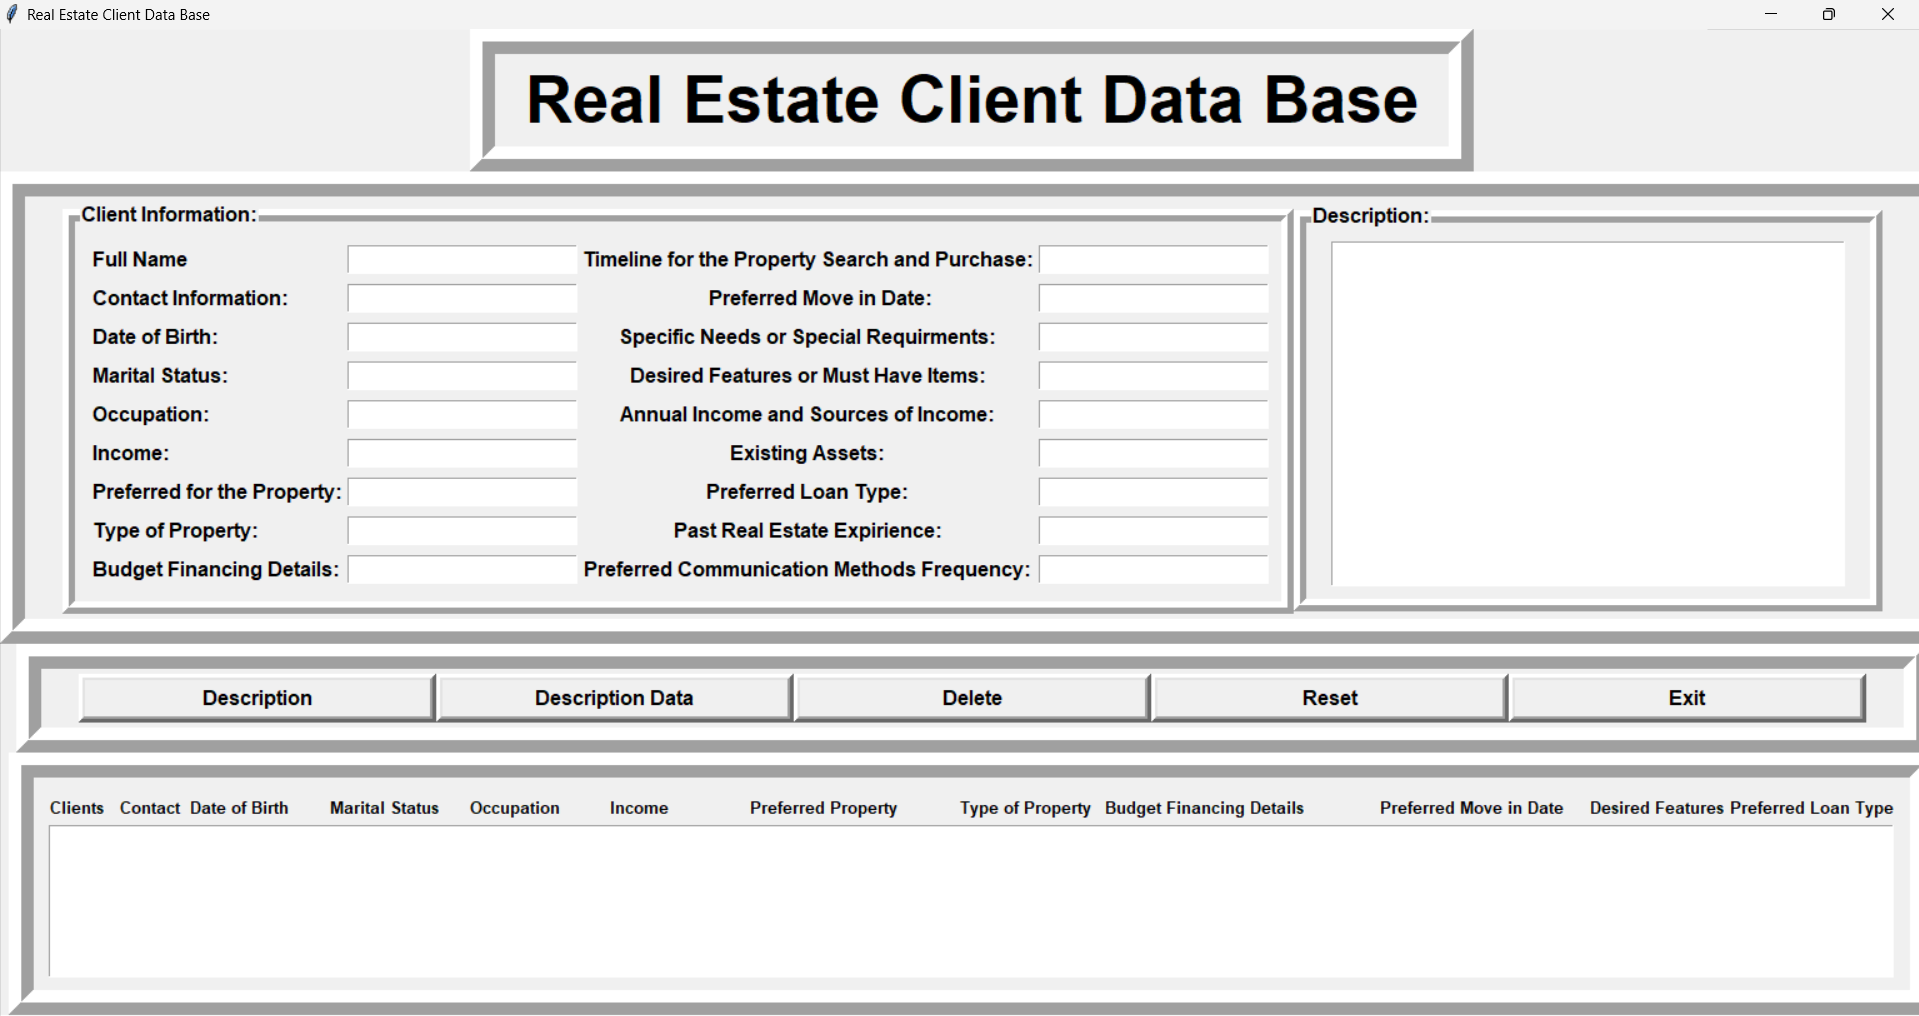 Real Estate Client Data Base
Real Estate Client Data Base
Client Information:
Full Name
Timeline for the Property Search and Purchase:
Contact Information:
Preferred Move in Date:
Date of Birth:
Specific Needs or Special Requirments:
Marital Status:
Desired Features or Must Have Items:
Occupation:
Annual Income and Sources of Income:
Income:
Existing Assets:
Preferred for the Property:
Preferred Loan Type:
Type of Property:
Past Real Estate Expirience:
Budget Financing Details:
Preferred Communication Methods Frequency:
Description:
Description Description Data Delete Reset Exit
Clients Contact Date of Birth Marital Status Occupation Income Preferred Property Type of Property Budget Financing Details Preferred Move in Date Desired Features Preferred Loan Type